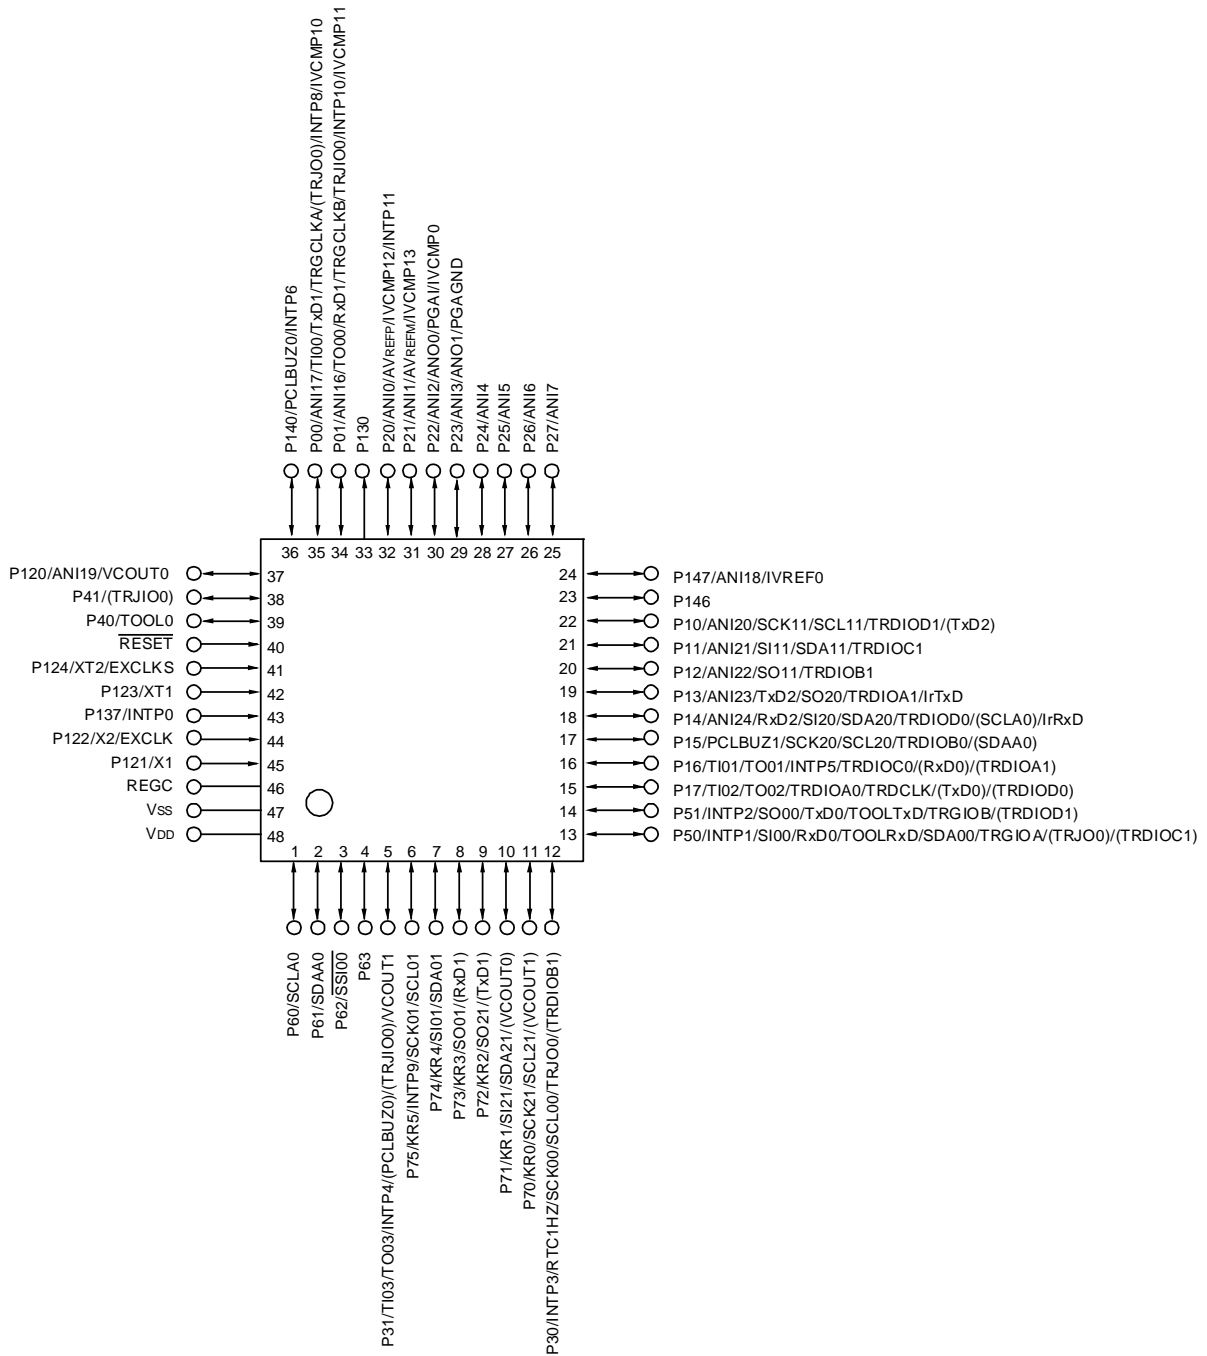 P140/PCLBUZ0/INTP6
P00/ANI17/TI00/TxD1/TRGCLKA/(TRJO0)/INTP8/IVCMP10
P01/ANI16/TO00/RxD1/TRGCLKB/TRJIO0/INTP10/IVCMP11
P130
P20/ANI0/AVREFP/IVCMP12/INTP11
P21/ANI1/AVREFM/IVCMP13
P22/ANI2/ANO0/PGAI/IVCMP0
P23/ANI3/ANO1/PGAGND
P24/ANI4
P25/ANI5
P26/ANI6
P27/ANI7
36 35 34 33 32 31 30 29 28 27 26 25
P120/ANI19/VCOUT0 37
P41/(TRJIO0) 38
P40/TOOL0 39
RESET 40
P124/XT2/EXCLKS 41
P123/XT1 42
P137/INTP0 43
P122/X2/EXCLK 44
P121/X1 45
REGC 46
VSS 47
VDD 48
24 P147/ANI18/IVREF0
23 P146
22 P10/ANI20/SCK11/SCL11/TRDIOD1/(TxD2)
21 P11/ANI21/SI11/SDA11/TRDIOC1
20 P12/ANI22/SO11/TRDIOB1
19 P13/ANI23/TxD2/SO20/TRDIOA1/IrTxD
18 P14/ANI24/RxD2/SI20/SDA20/TRDIOD0/(SCLA0)/IrRxD
17 P15/PCLBUZ1/SCK20/SCL20/TRDIOB0/(SDAA0)
16 P16/TI01/TO01/INTP5/TRDIOC0/(RxD0)/(TRDIOA1)
15 P17/TI02/TO02/TRDIOA0/TRDCLK/(TxD0)/(TRDIOD0)
14 P51/INTP2/SO00/TxD0/TOOLTxD/TRGIOB/(TRDIOD1)
13 P50/INTP1/SI00/RxD0/TOOLRxD/SDA00/TRGIOA/(TRJO0)/(TRDIOC1)
1 2 3 4 5 6 7 8 9 10 11 12
P60/SCLA0
P61/SDAA0
P62/SSI00
P63
P31/TI03/TO03/INTP4/(PCLBUZ0)/(TRJIO0)/VCOUT1
P75/KR5/INTP9/SCK01/SCL01
P74/KR4/SI01/SDA01
P73/KR3/SO01/(RxD1)
P72/KR2/SO21/(TxD1)
P71/KR1/SI21/SDA21/(VCOUT0)
P70/KR0/SCK21/SCL21/(VCOUT1)
P30/INTP3/RTC1HZ/SCK00/SCL00/TRJO0/(TRDIOB1)